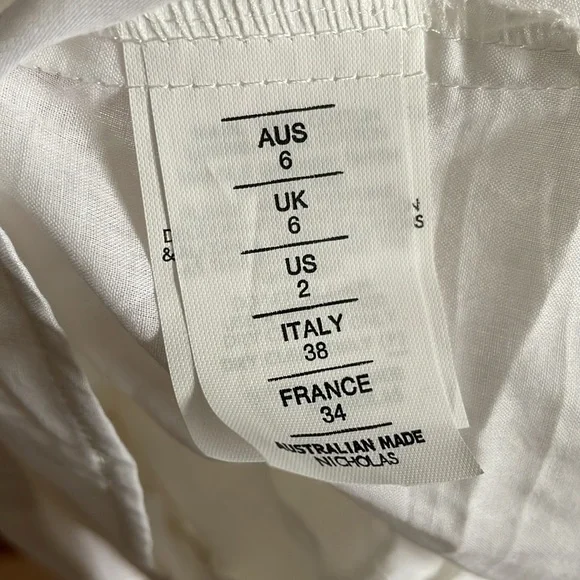 AUS
6
UK
6
US
2
ITALY
38
FRANCE
34
AUSTRALIAN MADE
NICHOLAS
D
&
S